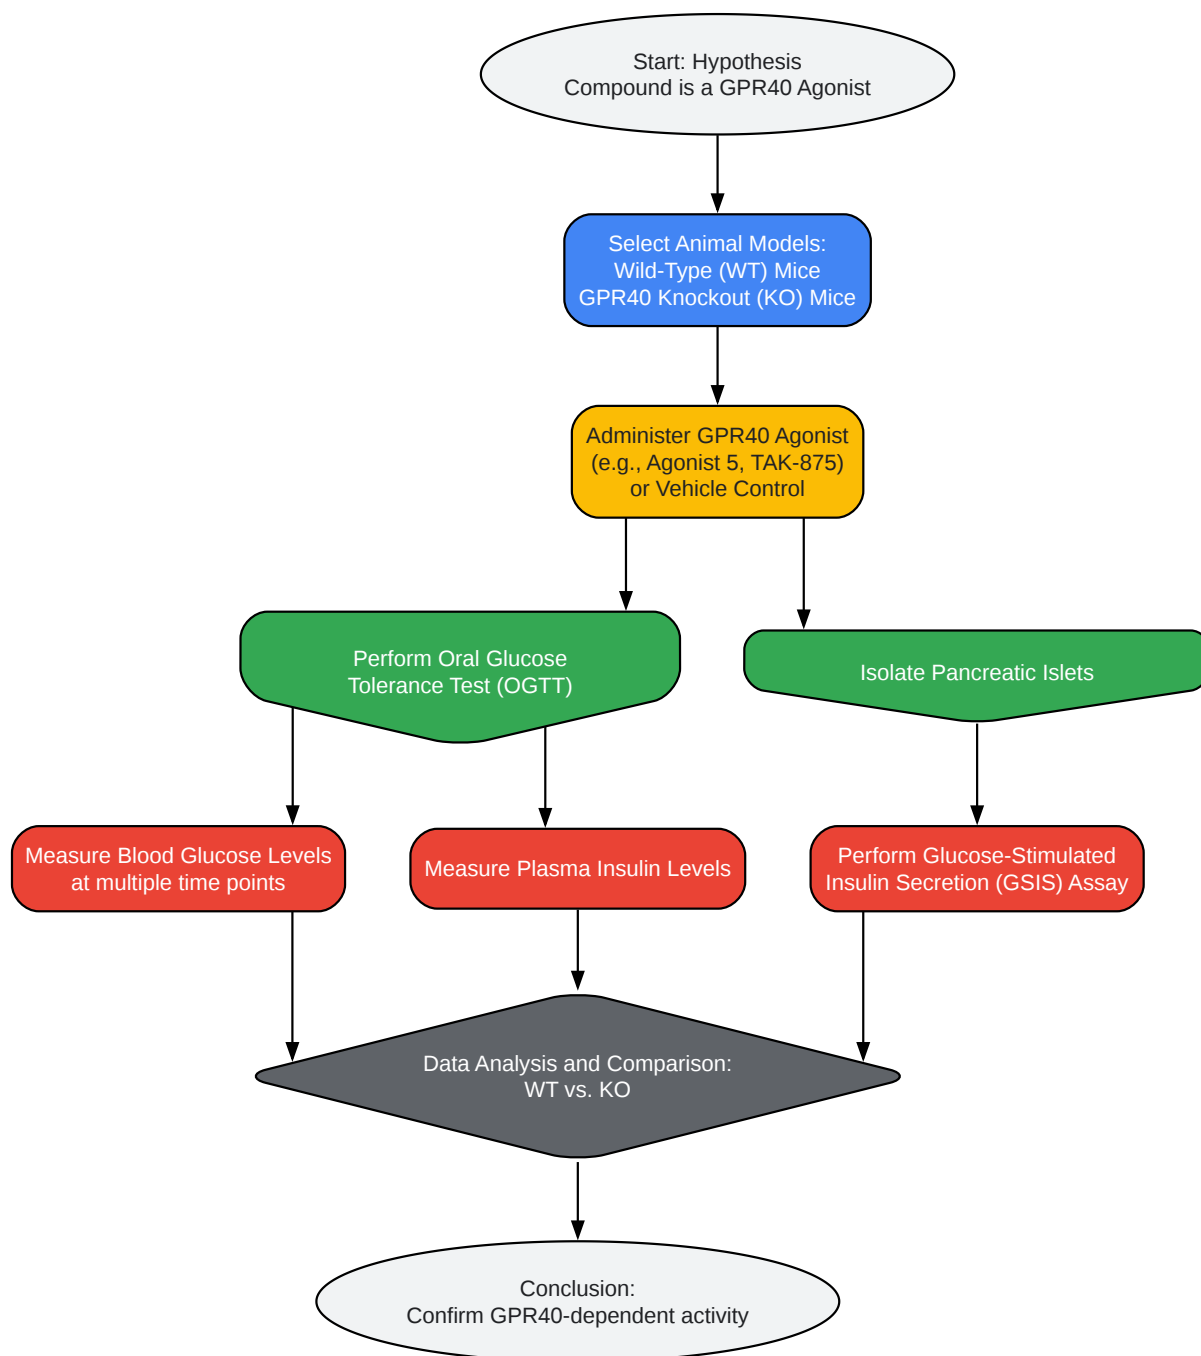 Start: Hypothesis
Compound is a GPR40 Agonist
Select Animal Models:
Wild-Type (WT) Mice
GPR40 Knockout (KO) Mice
Administer GPR40 Agonist
(e.g., Agonist 5, TAK-875)
or Vehicle Control
Perform Oral Glucose
Tolerance Test (OGTT)
Isolate Pancreatic Islets
Measure Blood Glucose Levels
at multiple time points
Measure Plasma Insulin Levels
Perform Glucose-Stimulated
Insulin Secretion (GSIS) Assay
Data Analysis and Comparison:
WT vs. KO
Conclusion:
Confirm GPR40-dependent activity